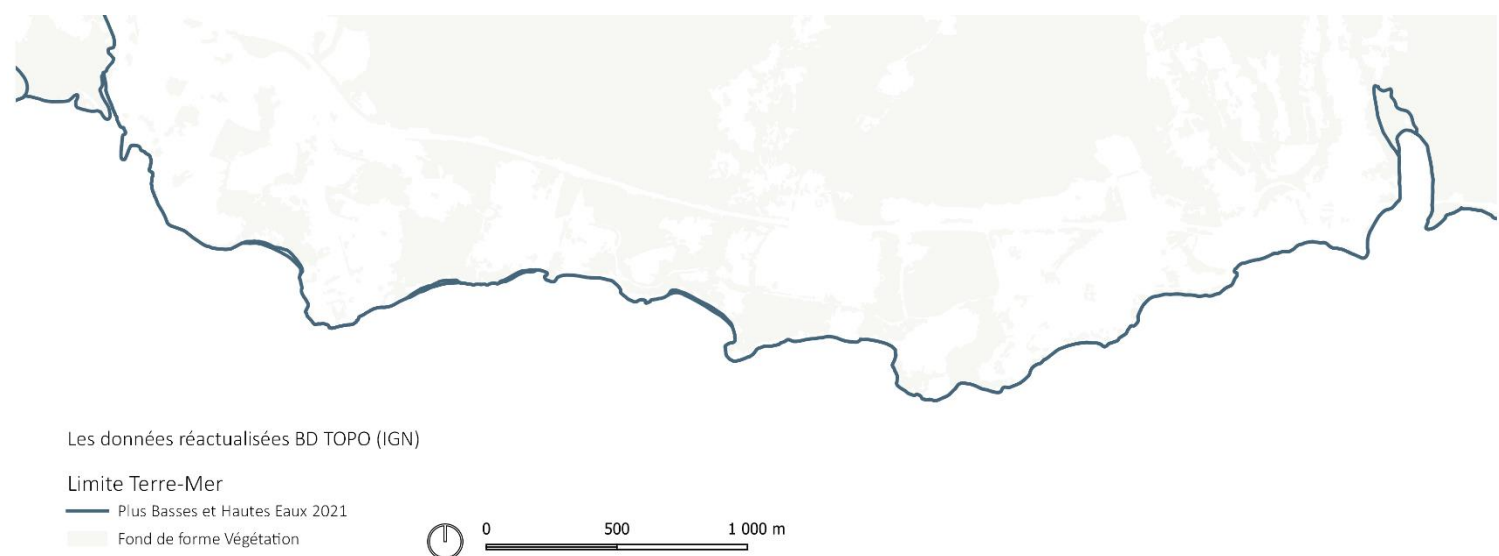 Les données réactualisées BD TOPO (IGN)
Limite Terre-Mer
Plus Basses et Hautes Eaux 2021
Fond de forme Végétation
0 500 1 000 m